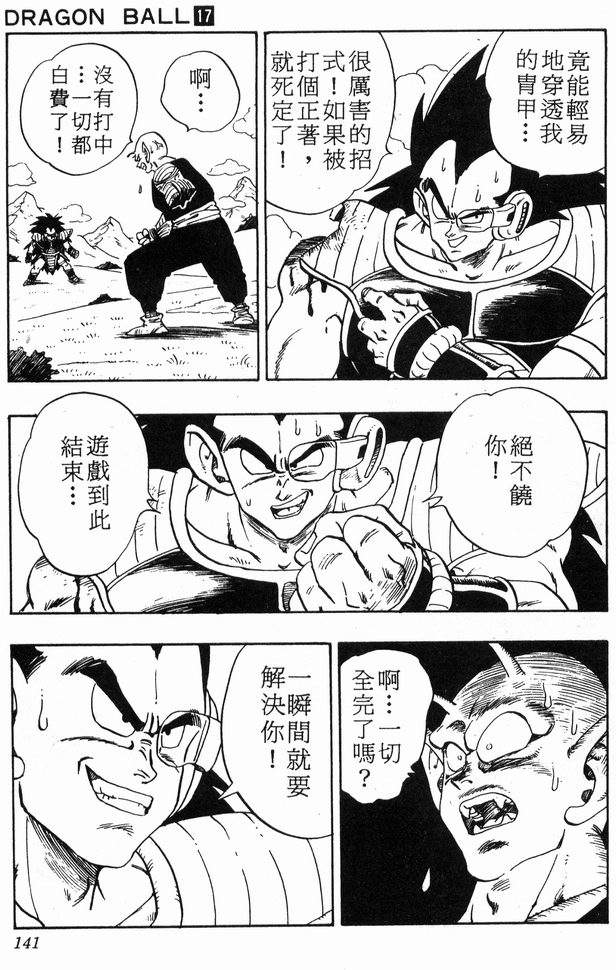 DRAGON BALL 17
竟能輕易
地穿透我
的冑甲…
很厲害的招
式！如果被
打個正著，
就死定了！
啊…
沒有打中
…一切都
白費了！
絕不饒
你！
遊戲到此
結束…
啊…一切
全完了嗎？
一瞬間就要
解決你！
141